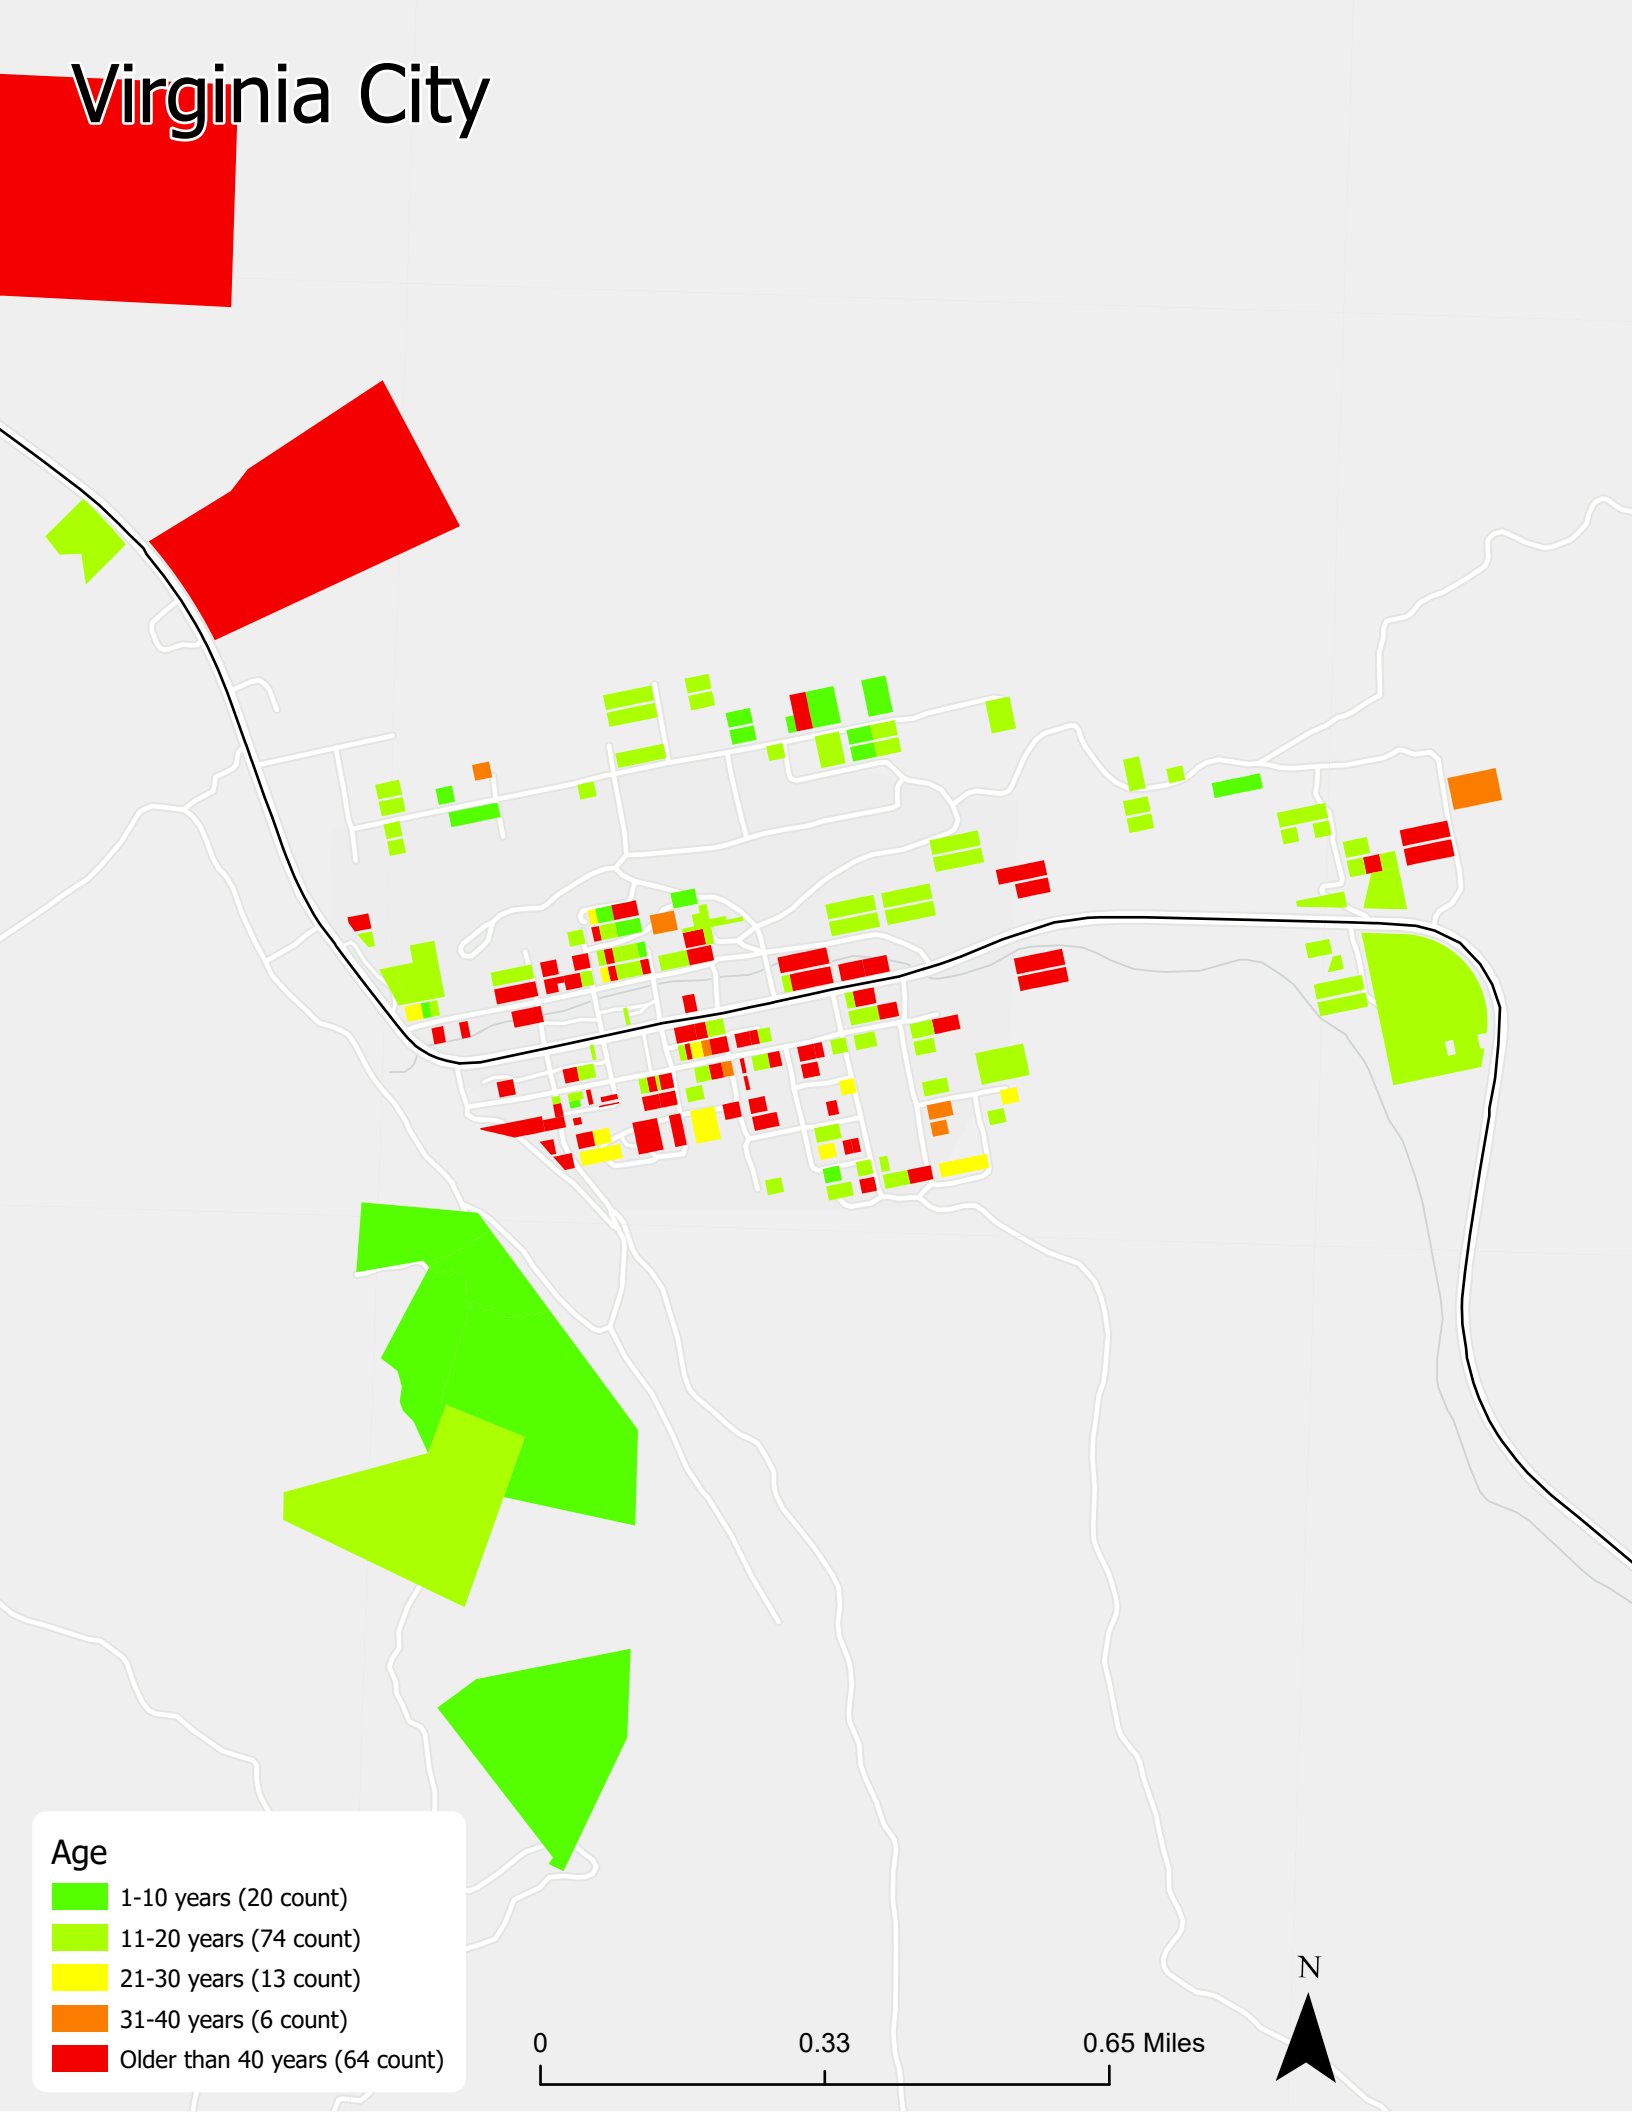 Virginia City
Age
1-10 years (20 count)
11-20 years (74 count)
21-30 years (13 count)
31-40 years (6 count)
Older than 40 years (64 count)
0 0.33 0.65 Miles
N